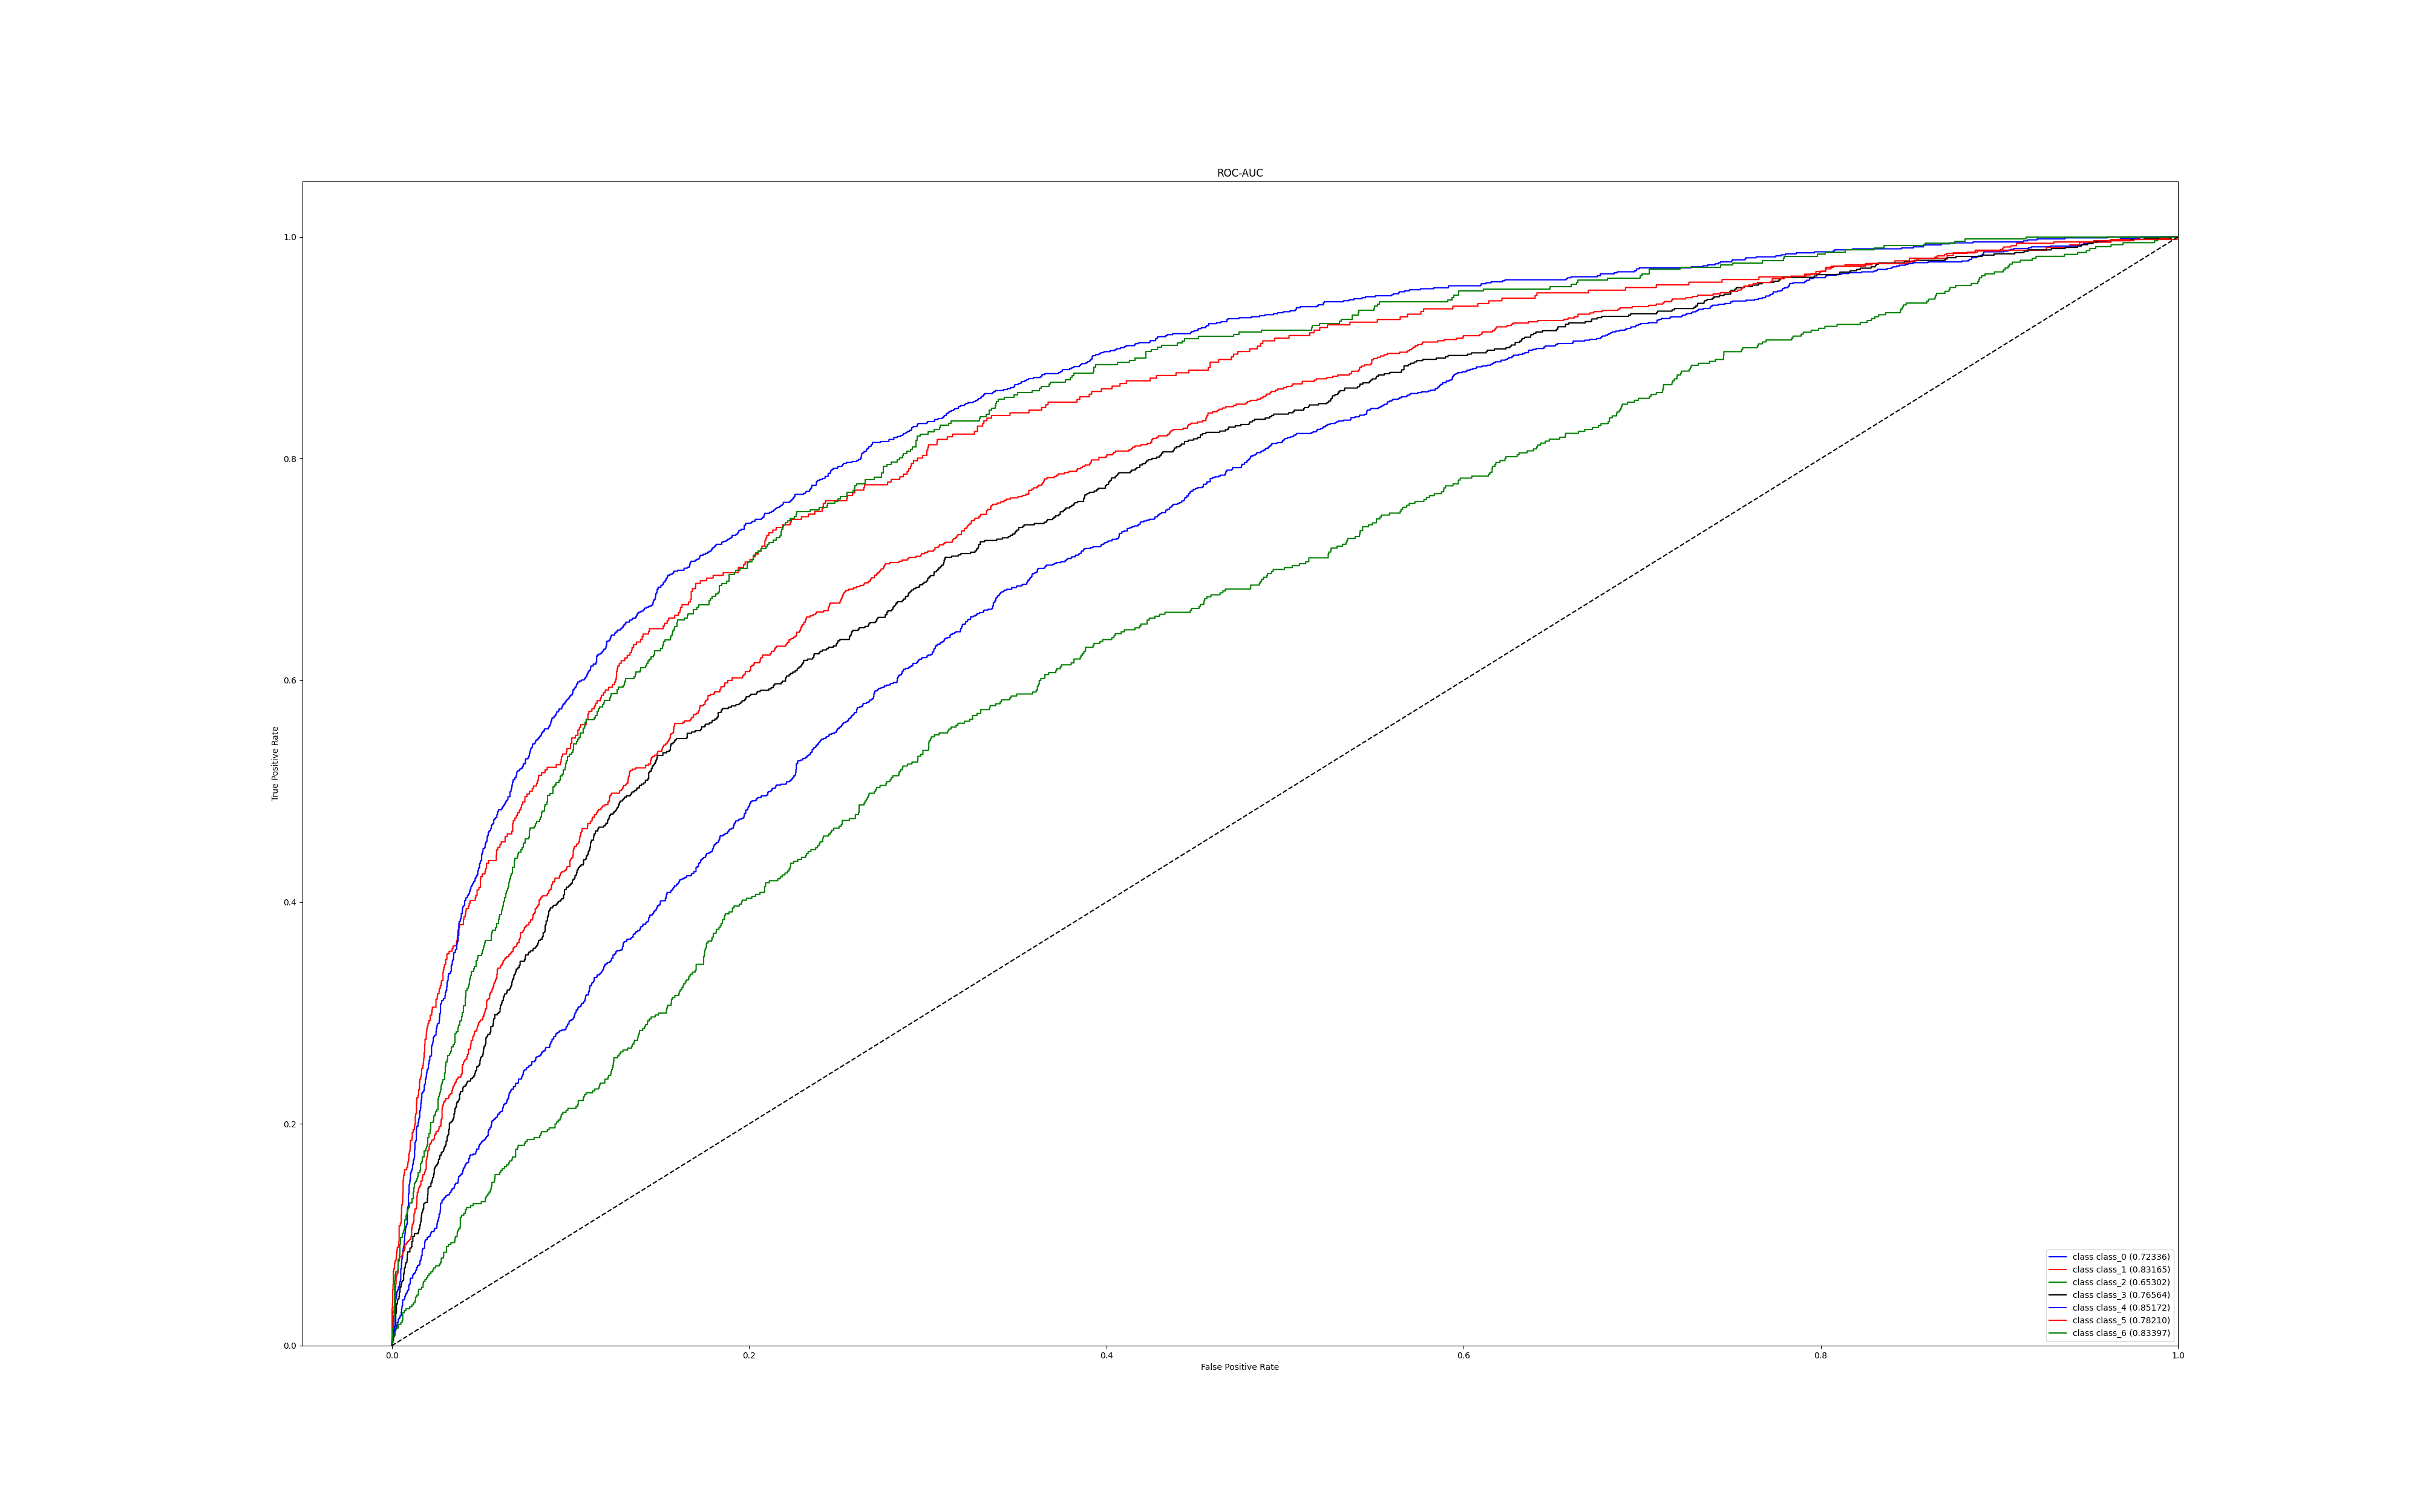 ROC-AUC
1.0
0.8
0.6
True Positive Rate
0.4
0.2
0.0
0.0 0.2 0.4 0.6 0.8 1.0
False Positive Rate
class class_0 (0.72336)
class class_1 (0.83165)
class class_2 (0.65302)
class class_3 (0.76564)
class class_4 (0.85172)
class class_5 (0.78210)
class class_6 (0.83397)